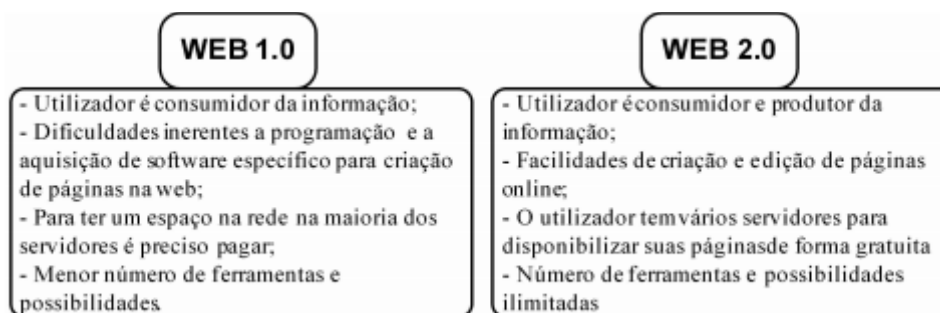 WEB 1.0
- Utilizador é consumidor da informação;
- Dificuldades inerentes a programação e a
aquisição de software específico para criação
de páginas na web;
- Para ter um espaço na rede na maioria dos
servidores é preciso pagar;
- Menor número de ferramentas e
possibilidades.
WEB 2.0
- Utilizador éconsumidor e produtor da
informação;
- Facilidades de criação e edição de páginas
online;
- O utilizador temvários servidores para
disponibilizar suas páginasde forma gratuita
- Número de ferramentas e possibilidades
ilimitadas